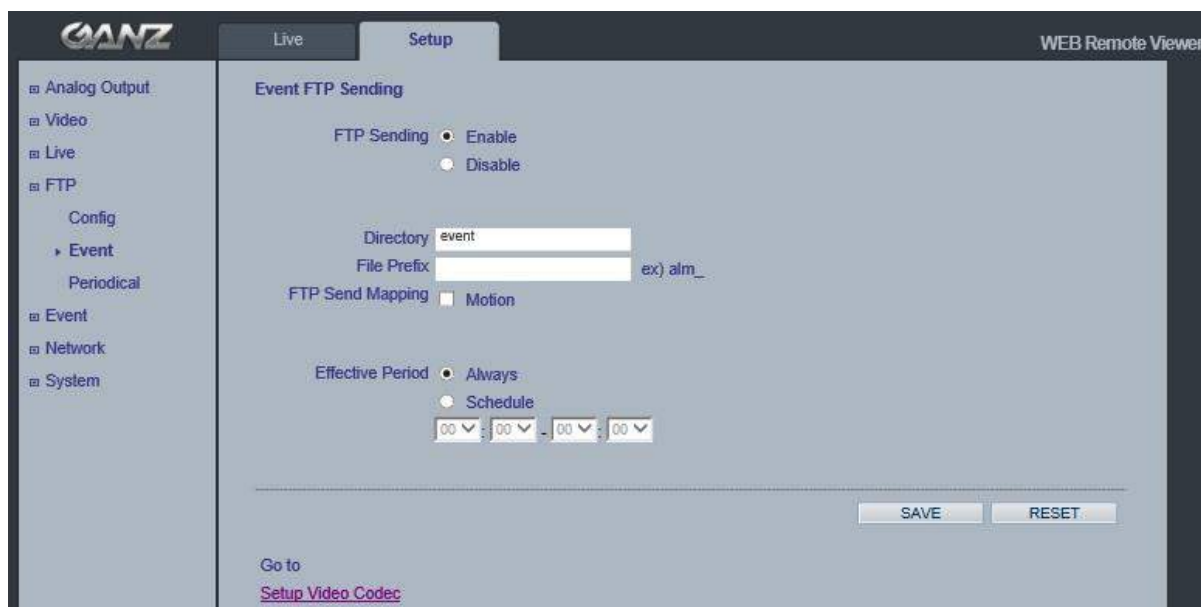 GANZ
Live
Setup
WEB Remote Viewer
Analog Output
Video
Live
FTP
Config
Event
Periodical
Event
Network
System
Event FTP Sending
FTP Sending Enable
Disable
Directory event
File Prefix ex) alm_
FTP Send Mapping Motion
Effective Period Always
Schedule
00 : 00 - 00 : 00
SAVE RESET
Go to
Setup Video Codec